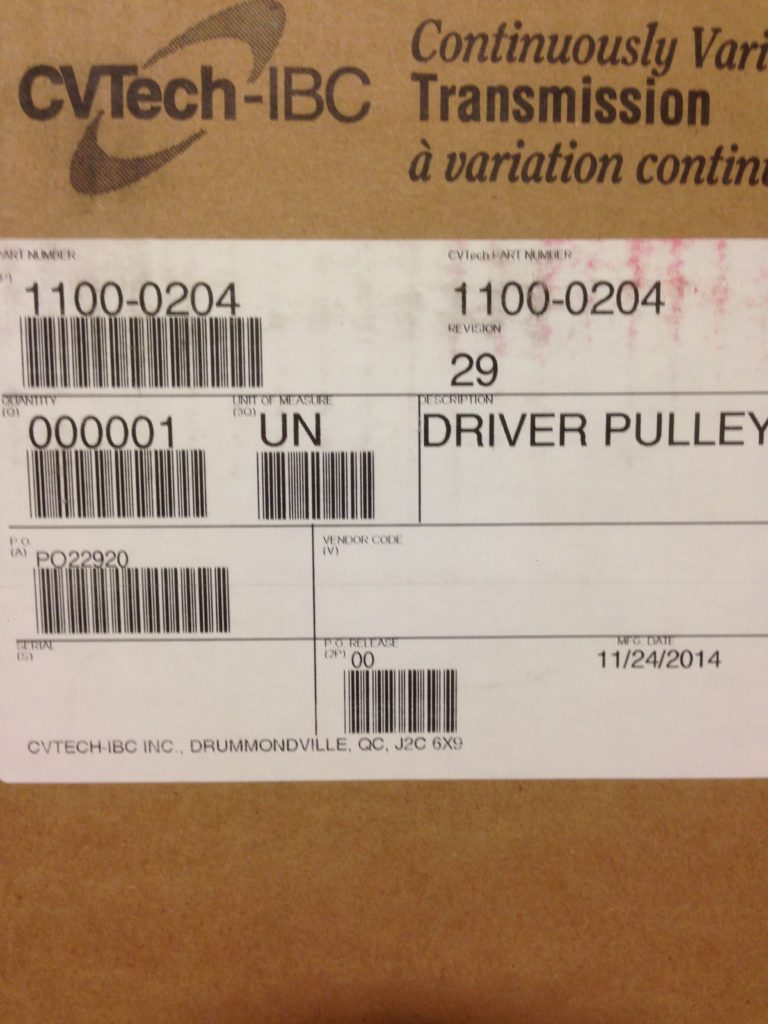 CVTech-IBC
Continuously Vari
Transmission
à variation continu
PART NUMBER
CVTech PART NUMBER
(P)
1100-0204
1100-0204
REVISION
29
QUANTITY
(Q)
000001
UNIT OF MEASURE
(3Q)
UN
DESCRIPTION
DRIVER PULLEY
P.O.
(A)
PO22920
VENDOR CODE
(V)
SERIAL
(S)
P.O. RELEASE
(2P)
00
MFG. DATE
11/24/2014
CVTECH-IBC INC., DRUMMONDVILLE, QC, J2C 6X9